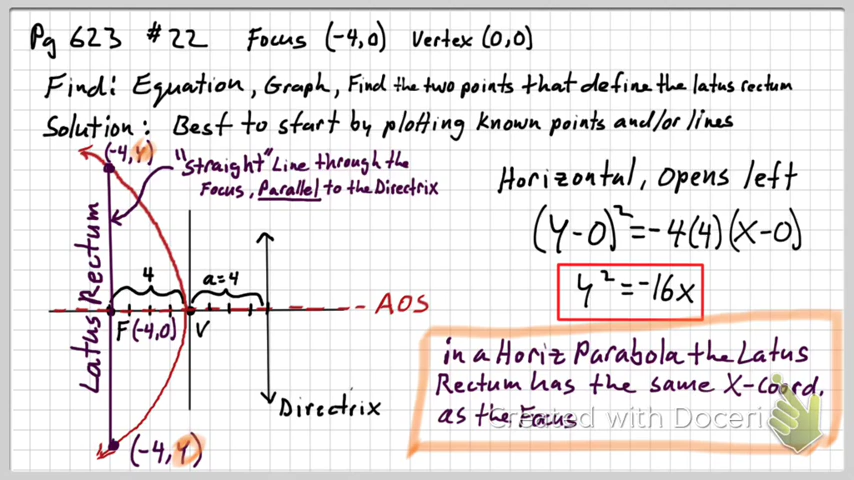 Pg 623 #22 Focus (-4,0) Vertex (0,0)
Find: Equation, Graph, Find the two points that define the latus rectum
Solution: Best to start by plotting known points and/or lines
(-4,y)
"Straight" Line through the
Focus, Parallel to the Directrix
Horizontal, Opens left
(y-0)²=-4(4)(x-0)
y²=-16x
Latus Rectum
4
a=4
AOS
F(-4,0)
V
Directrix
(-4,y)
in a Horiz Parabola the Latus
Rectum has the same X-coord.
as the Focus
Created with Doceri